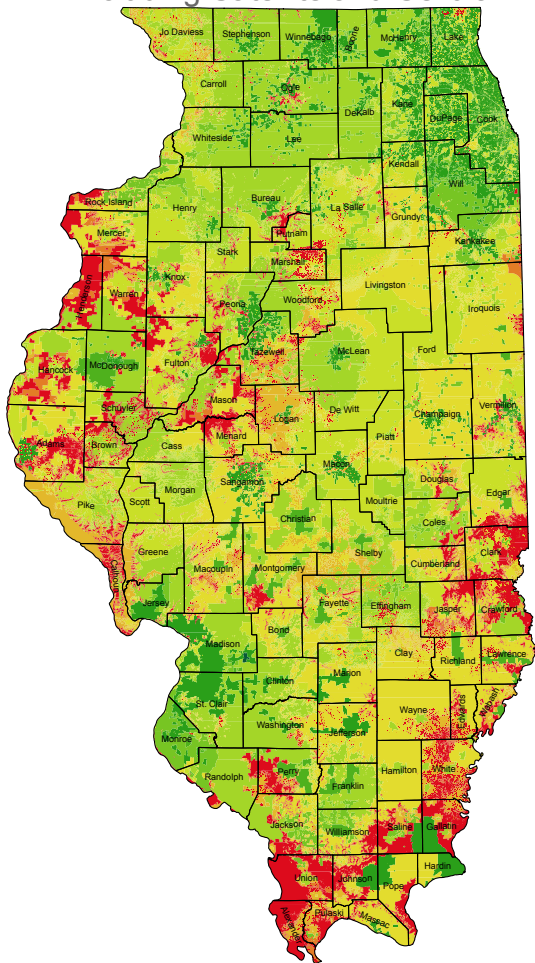 Jo Daviess
Stephenson
Winnebago
Boone
McHenry
Lake
Carroll
Ogle
DeKalb
Kane
DuPage
Cook
Whiteside
Lee
Kendall
Will
Rock Island
Henry
Bureau
La Salle
Grundy
Mercer
Putnam
Kankakee
Stark
Marshall
Knox
Henderson
Warren
Peoria
Woodford
Livingston
Iroquois
Ford
Tazewell
McLean
Hancock
McDonough
Fulton
Mason
Schuyler
Logan
De Witt
Champaign
Vermilion
Adams
Brown
Cass
Menard
Piatt
Macon
Sangamon
Douglas
Edgar
Pike
Scott
Morgan
Moultrie
Christian
Coles
Greene
Macoupin
Montgomery
Shelby
Cumberland
Clark
Calhoun
Jersey
Fayette
Effingham
Jasper
Crawford
Bond
Madison
Clay
Richland
Lawrence
Marion
Clinton
St. Clair
Wayne
Edwards
Wabash
Washington
Jefferson
Monroe
Randolph
Perry
Hamilton
White
Franklin
Jackson
Williamson
Saline
Gallatin
Union
Johnson
Pope
Hardin
Alexander
Pulaski
Massac